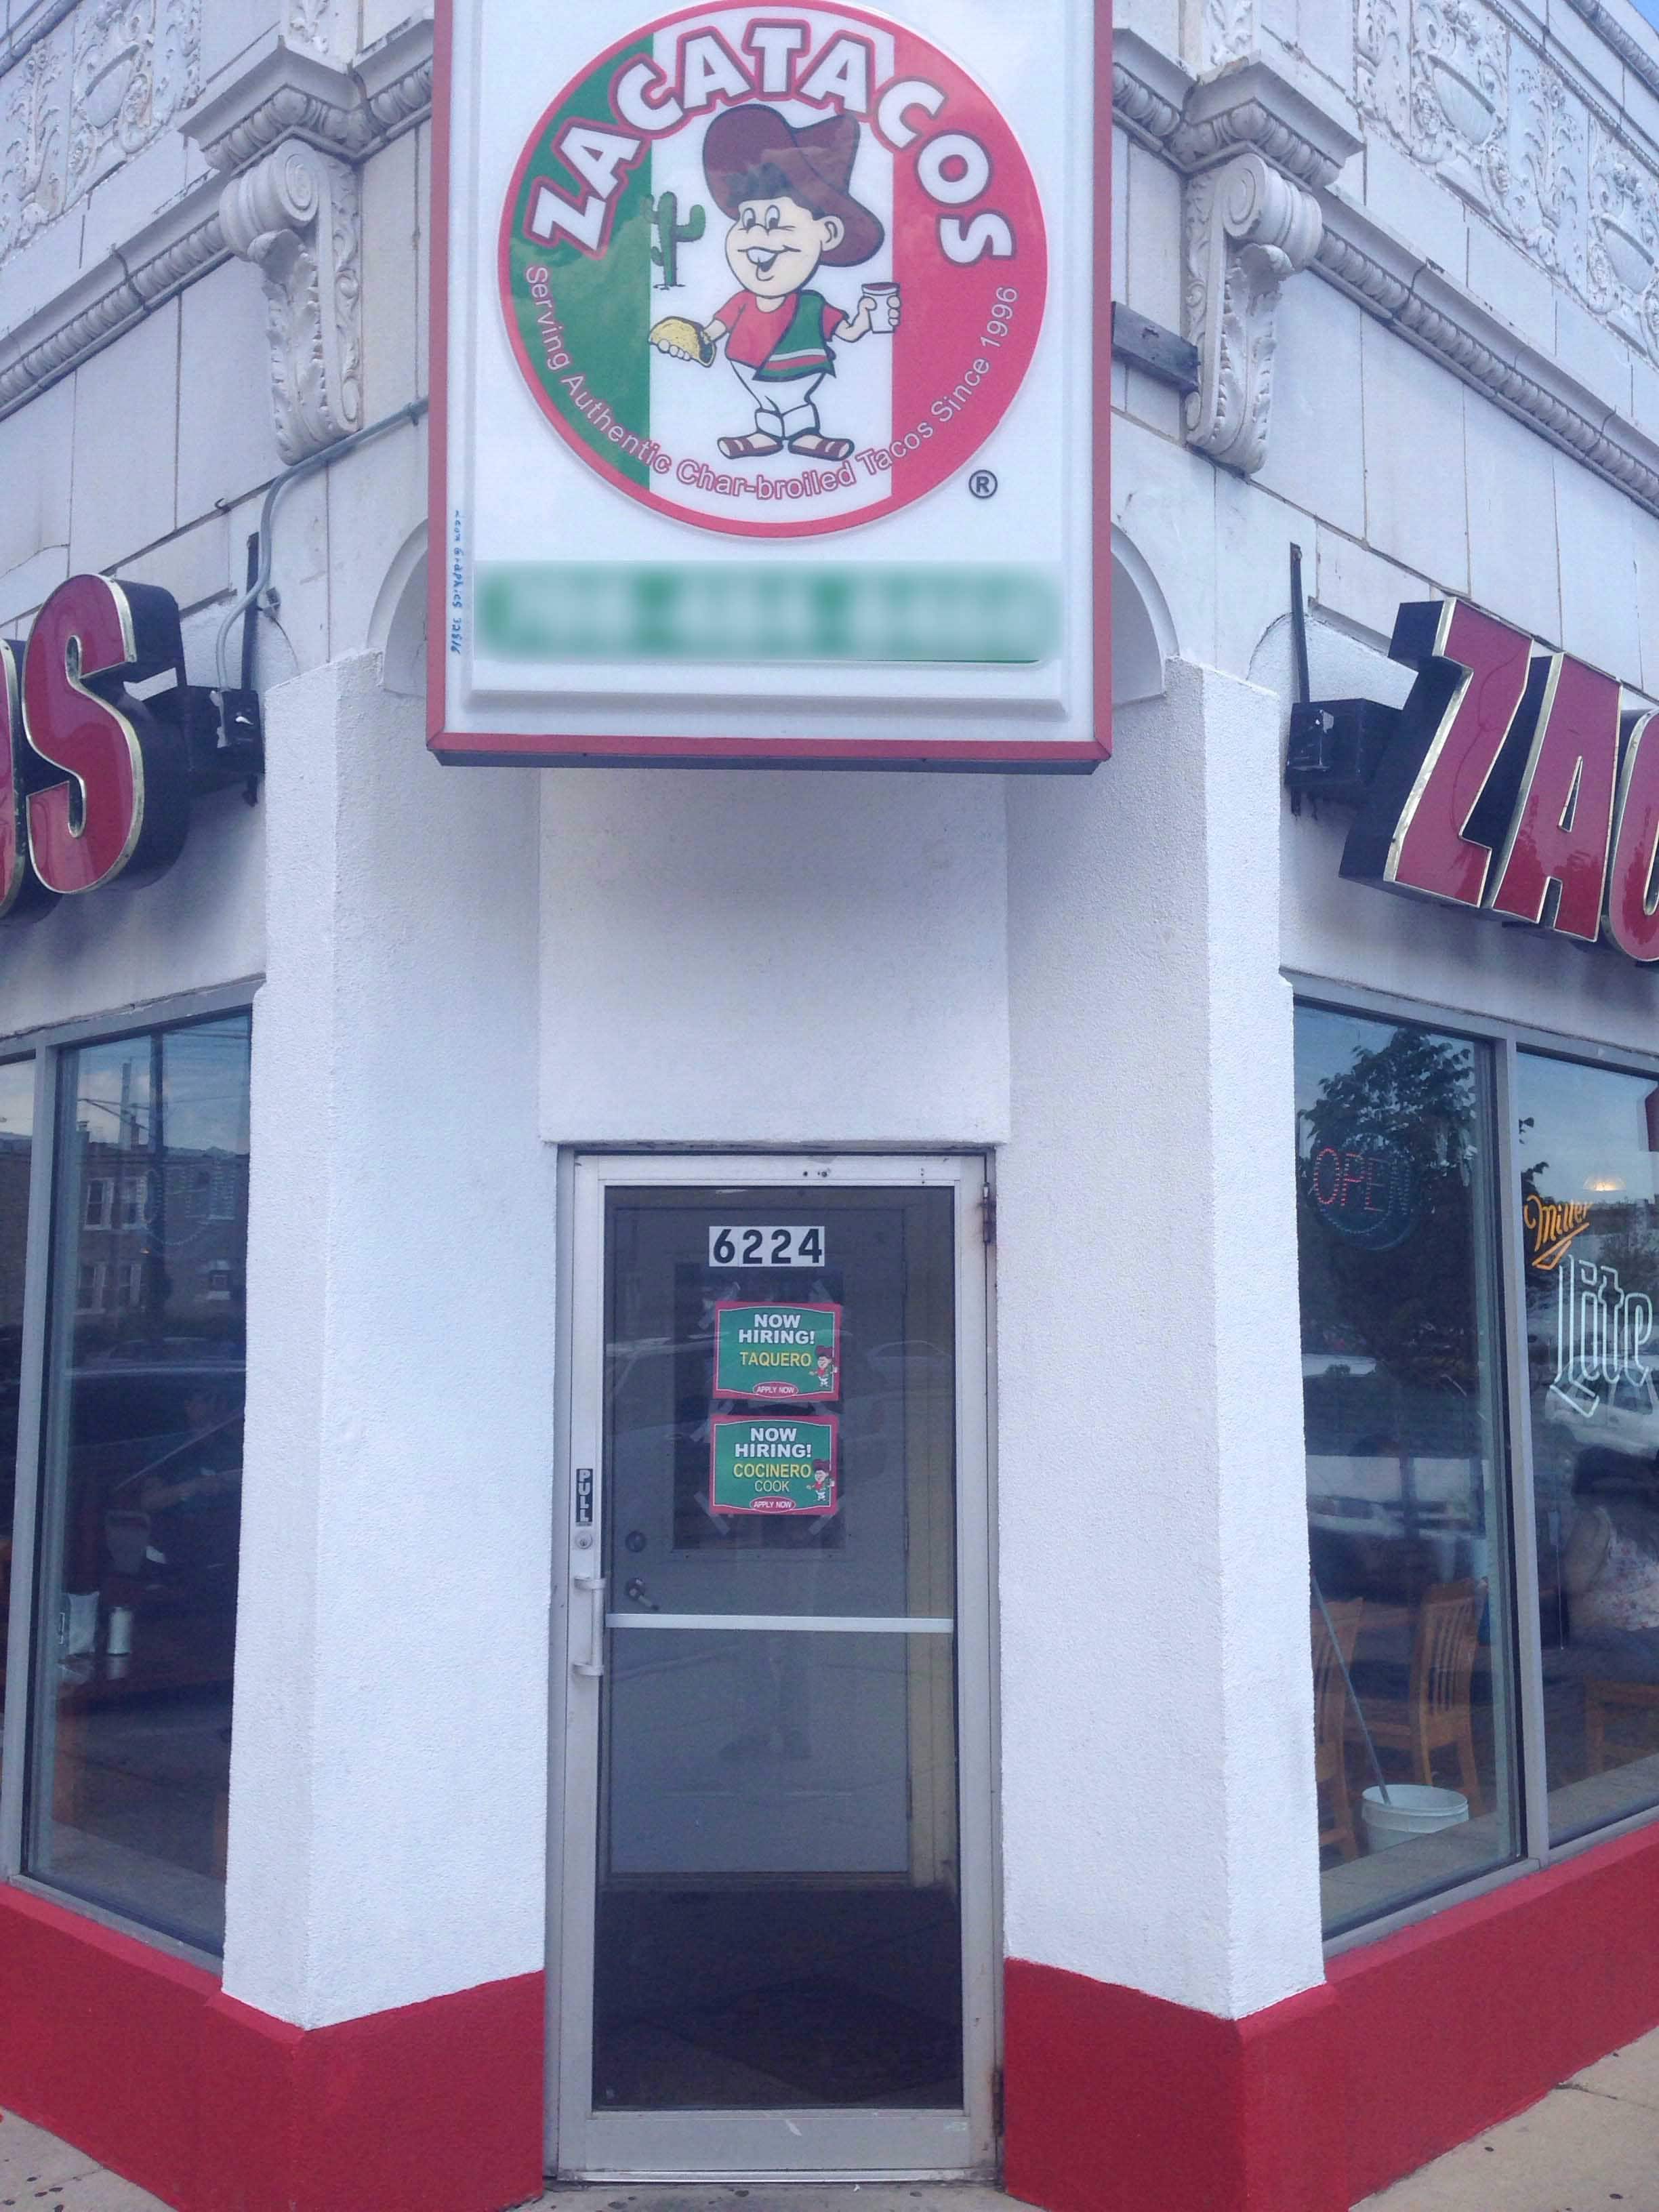 ZACATACOS
Serving Authentic Char-broiled Tacos Since 1996
®
OS
ZAC
OPEN
Miller
Lite
6224
NOW
HIRING!
TAQUERO
APPLY NOW
NOW
HIRING!
COCINERO
COOK
APPLY NOW
PULL